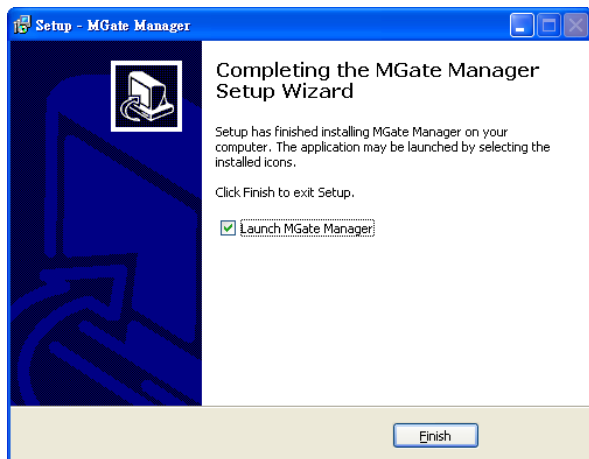 Setup - MGate Manager
Completing the MGate Manager
Setup Wizard
Setup has finished installing MGate Manager on your
computer. The application may be launched by selecting the
installed icons.
Click Finish to exit Setup.
Launch MGate Manager
Finish